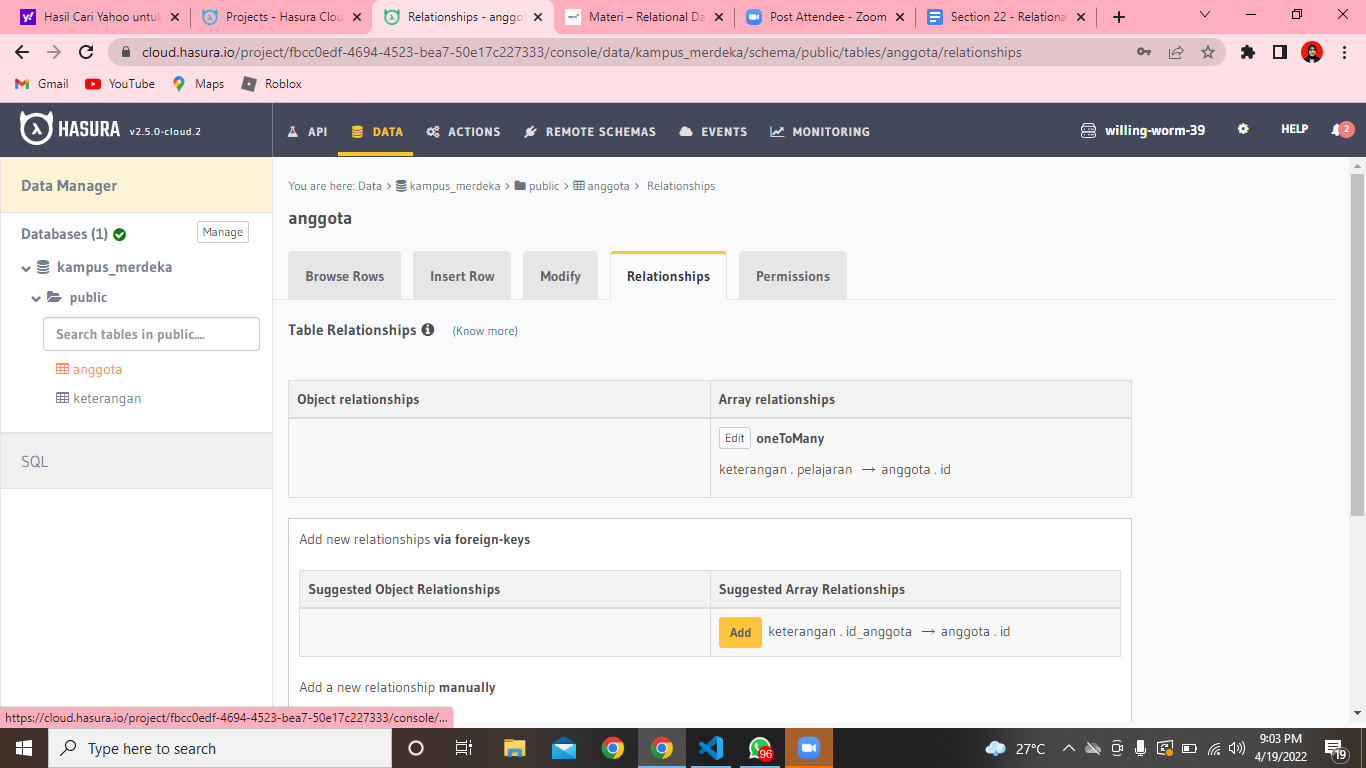 Hasil Cari Yahoo untuk
Projects - Hasura Clou
Relationships - anggo
Materi – Relational Da
Post Attendee - Zoom
Section 22 - Relationa
cloud.hasura.io/project/fbcc0edf-4694-4523-bea7-50e17c227333/console/data/kampus_merdeka/schema/public/tables/anggota/relationships
Gmail YouTube Maps Roblox
HASURA v2.5.0-cloud.2
API DATA ACTIONS REMOTE SCHEMAS EVENTS MONITORING
willing-worm-39 HELP 2
Data Manager
Databases (1) Manage
kampus_merdeka
public
Search tables in public....
anggota
keterangan
SQL
You are here: Data > kampus_merdeka > public > anggota > Relationships
anggota
Browse Rows Insert Row Modify Relationships Permissions
Table Relationships (Know more)
Object relationships Array relationships
Edit oneToMany
keterangan . pelajaran → anggota . id
Add new relationships via foreign-keys
Suggested Object Relationships Suggested Array Relationships
Add keterangan . id_anggota → anggota . id
Add a new relationship manually
https://cloud.hasura.io/project/fbcc0edf-4694-4523-bea7-50e17c227333/console/...
Type here to search
96
27°C
9:03 PM
4/19/2022
19